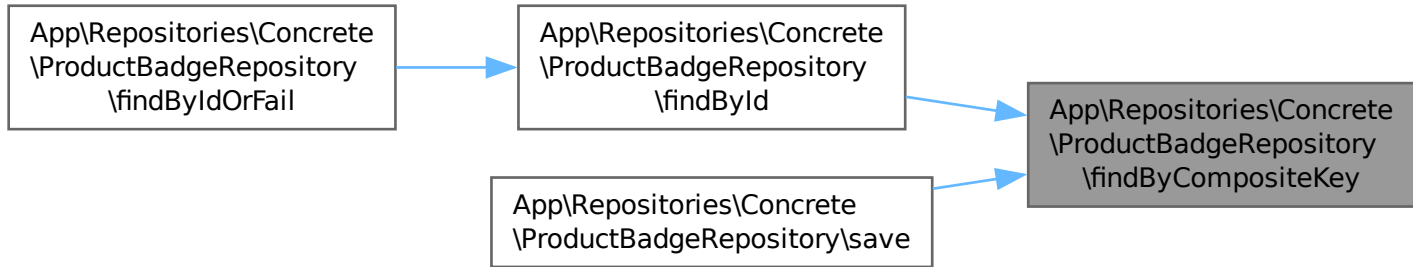 App\Repositories\Concrete
\ProductBadgeRepository
\findByIdOrFail
App\Repositories\Concrete
\ProductBadgeRepository
\findById
App\Repositories\Concrete
\ProductBadgeRepository
\findByCompositeKey
App\Repositories\Concrete
\ProductBadgeRepository\save